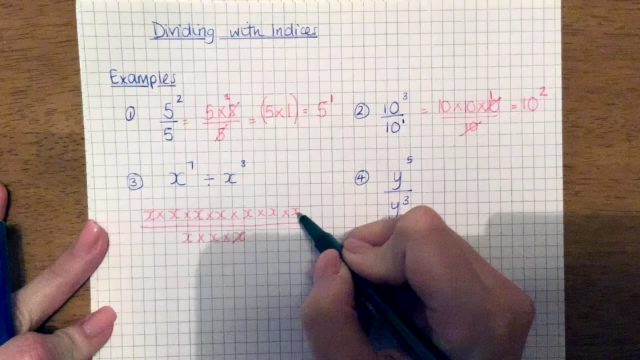 Dividing with Indices
Examples
① 5²/5 = 5×5/5 = (5×1) = 5¹
② 10³/10¹ = 10×10×10/10 = 10²
③ x⁷ ÷ x³
x×x×x×x×x×x×x
x×x×x
④ y⁵/y³